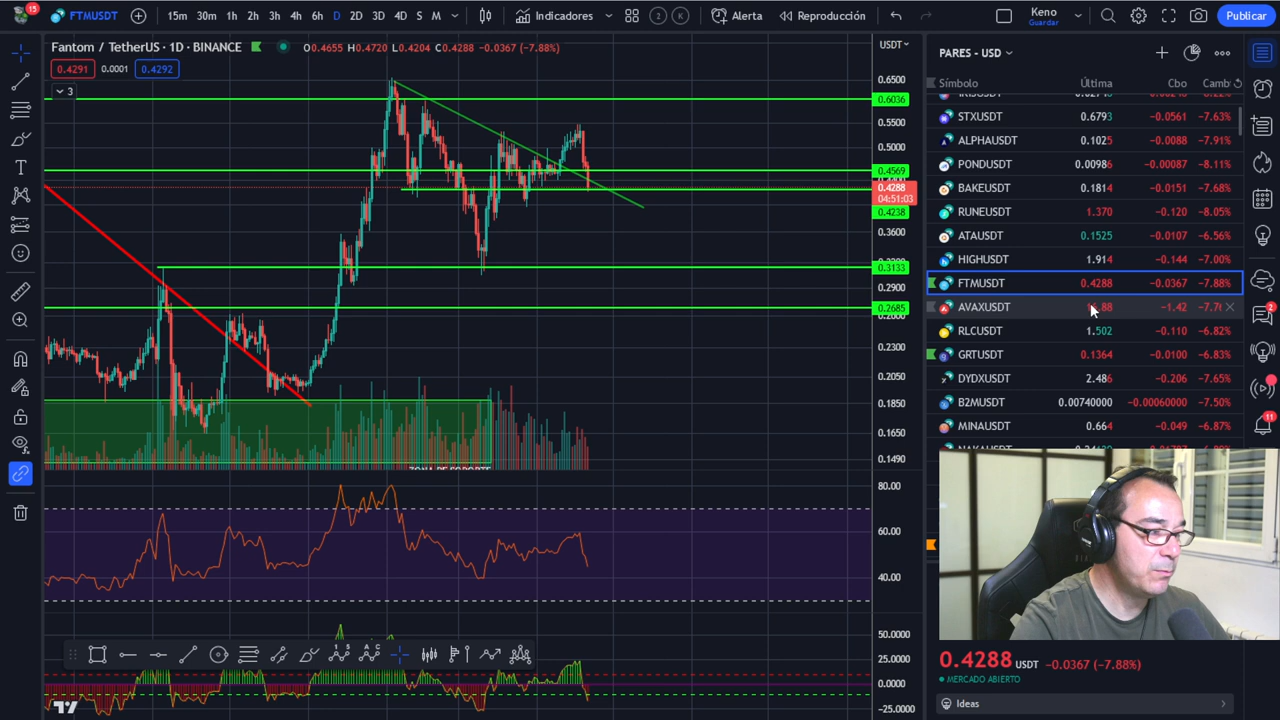 15
FTMUSDT
15m 30m 1h 2h 3h 4h 6h D 2D 3D 4D S M
Indicadores
2 K
Alerta
Reproducción
Keno
Guardar
Publicar
Fantom / TetherUS · 1D · BINANCE
O0.4655 H0.4720 L0.4204 C0.4288 −0.0367 (−7.88%)
0.4291 0.0001 0.4292
3
USDT
0.6500
0.6036
0.5500
0.5000
0.4569
0.4288
04:51:03
0.4238
0.3600
0.3133
0.2900
0.2685
0.2300
0.2050
0.1850
0.1650
0.1490
80.00
60.00
40.00
50.0000
25.0000
0.0000
−25.0000
PARES - USD
Símbolo Última Cbo Camb
STXUSDT 0.6793 −0.0561 −7.63%
ALPHAUSDT 0.1025 −0.0088 −7.91%
PONDUSDT 0.0098 −0.00087 −8.11%
BAKEUSDT 0.1814 −0.0151 −7.68%
RUNEUSDT 1.370 −0.120 −8.05%
ATAUSDT 0.1525 −0.0107 −6.56%
HIGHUSDT 1.914 −0.144 −7.00%
FTMUSDT 0.4288 −0.0367 −7.88%
AVAXUSDT −1.42
RLCUSDT 1.502 −0.110 −6.82%
GRTUSDT 0.1364 −0.0100 −6.83%
DYDXUSDT 2.486 −0.206 −7.65%
B2MUSDT 0.00740000 −0.00060000 −7.50%
MINAUSDT 0.664 −0.049 −6.87%
2
11
0.4288 USDT −0.0367 (−7.88%)
MERCADO ABIERTO
Ideas